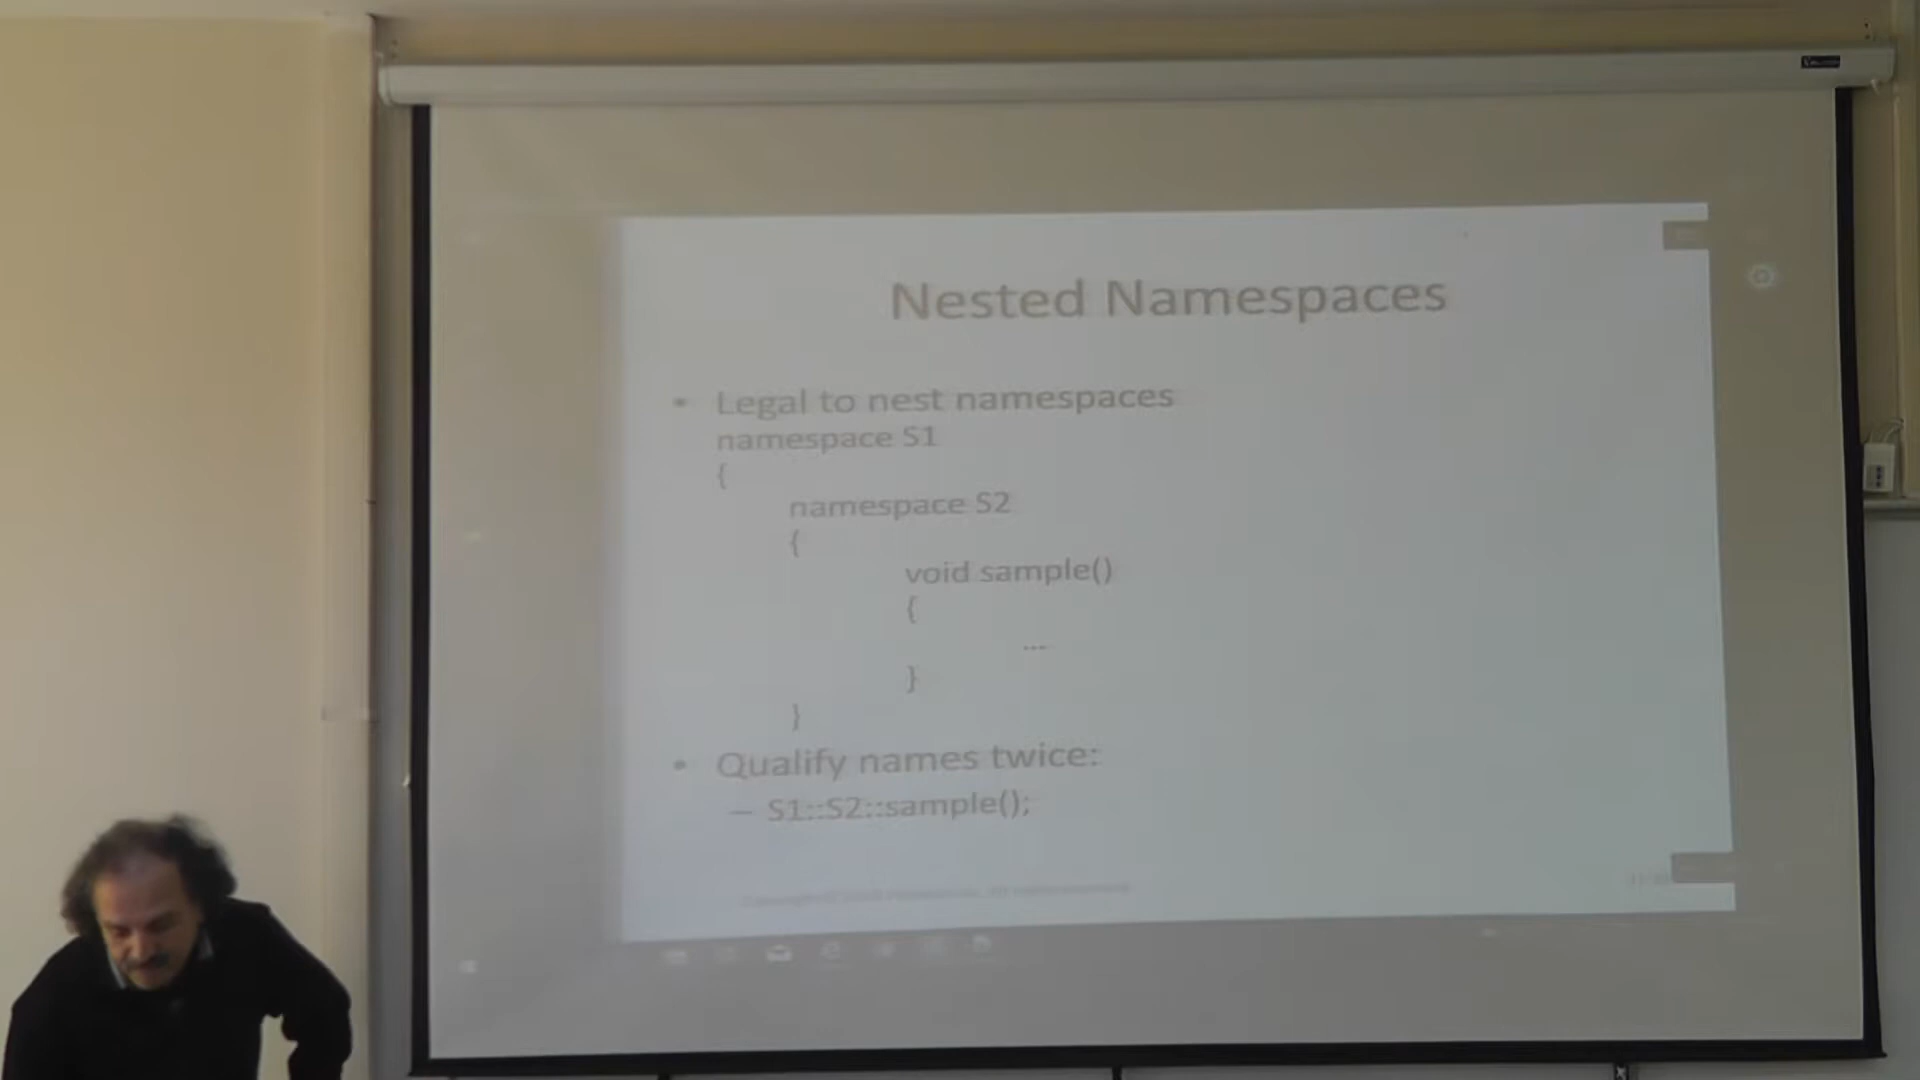 Nested Namespaces
• Legal to nest namespaces
namespace S1
{
namespace S2
{
void sample()
{
...
}
}
• Qualify names twice:
– S1::S2::sample();